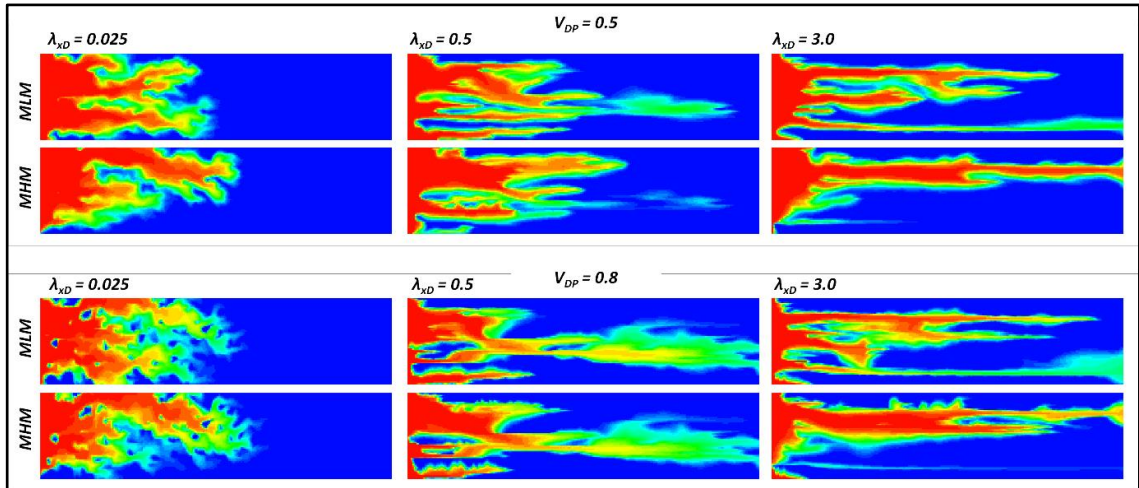 V_DP = 0.5
λ_xD = 0.025
λ_xD = 0.5
λ_xD = 3.0
MLM
MHM
V_DP = 0.8
λ_xD = 0.025
λ_xD = 0.5
λ_xD = 3.0
MLM
MHM